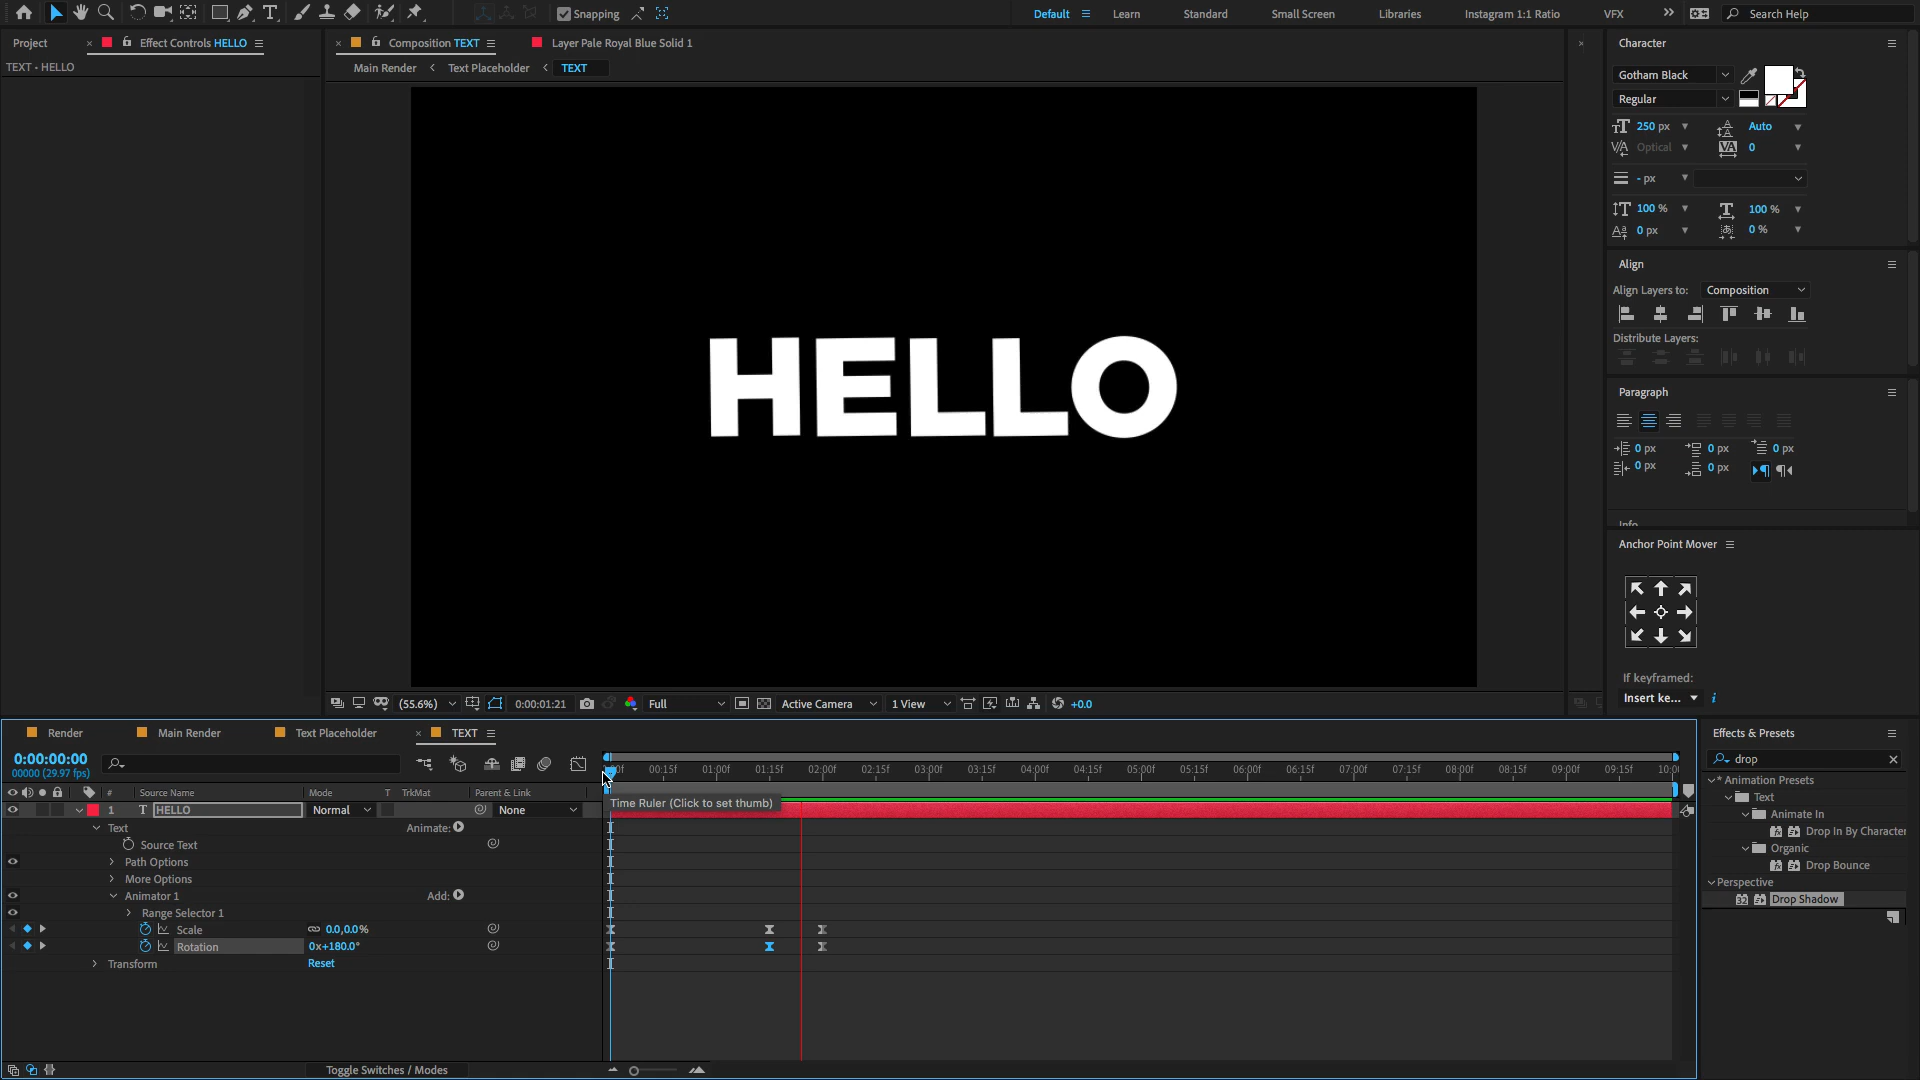 Snapping
Default
Learn
Standard
Small Screen
Libraries
Instagram 1:1 Ratio
VFX
Search Help
Project
Effect Controls HELLO
Composition TEXT
Layer Pale Royal Blue Solid 1
TEXT • HELLO
Main Render
Text Placeholder
TEXT
HELLO
(55.6%)
0:00:01:21
Full
Active Camera
1 View
+0.0
Character
Gotham Black
Regular
250 px
Auto
Optical
0
- px
100 %
100 %
0 px
0 %
Align
Align Layers to:
Composition
Distribute Layers:
Paragraph
0 px
0 px
0 px
0 px
0 px
Info
Anchor Point Mover
If keyframed:
Insert ke...
Render
Main Render
Text Placeholder
TEXT
0:00:00:00
00000 (29.97 fps)
00:15f
01:00f
01:15f
02:00f
02:15f
03:00f
03:15f
04:00f
04:15f
05:00f
05:15f
06:00f
06:15f
07:00f
07:15f
08:00f
08:15f
09:00f
09:15f
#
Source Name
Mode
T
TrkMat
Parent & Link
Time Ruler (Click to set thumb)
1
T
HELLO
Normal
None
Text
Animate:
Source Text
Path Options
More Options
Animator 1
Add:
Range Selector 1
Scale
0.0,0.0%
Rotation
0x+180.0°
Transform
Reset
Toggle Switches / Modes
Effects & Presets
drop
* Animation Presets
Text
Animate In
Drop In By Character
Organic
Drop Bounce
Perspective
32
Drop Shadow